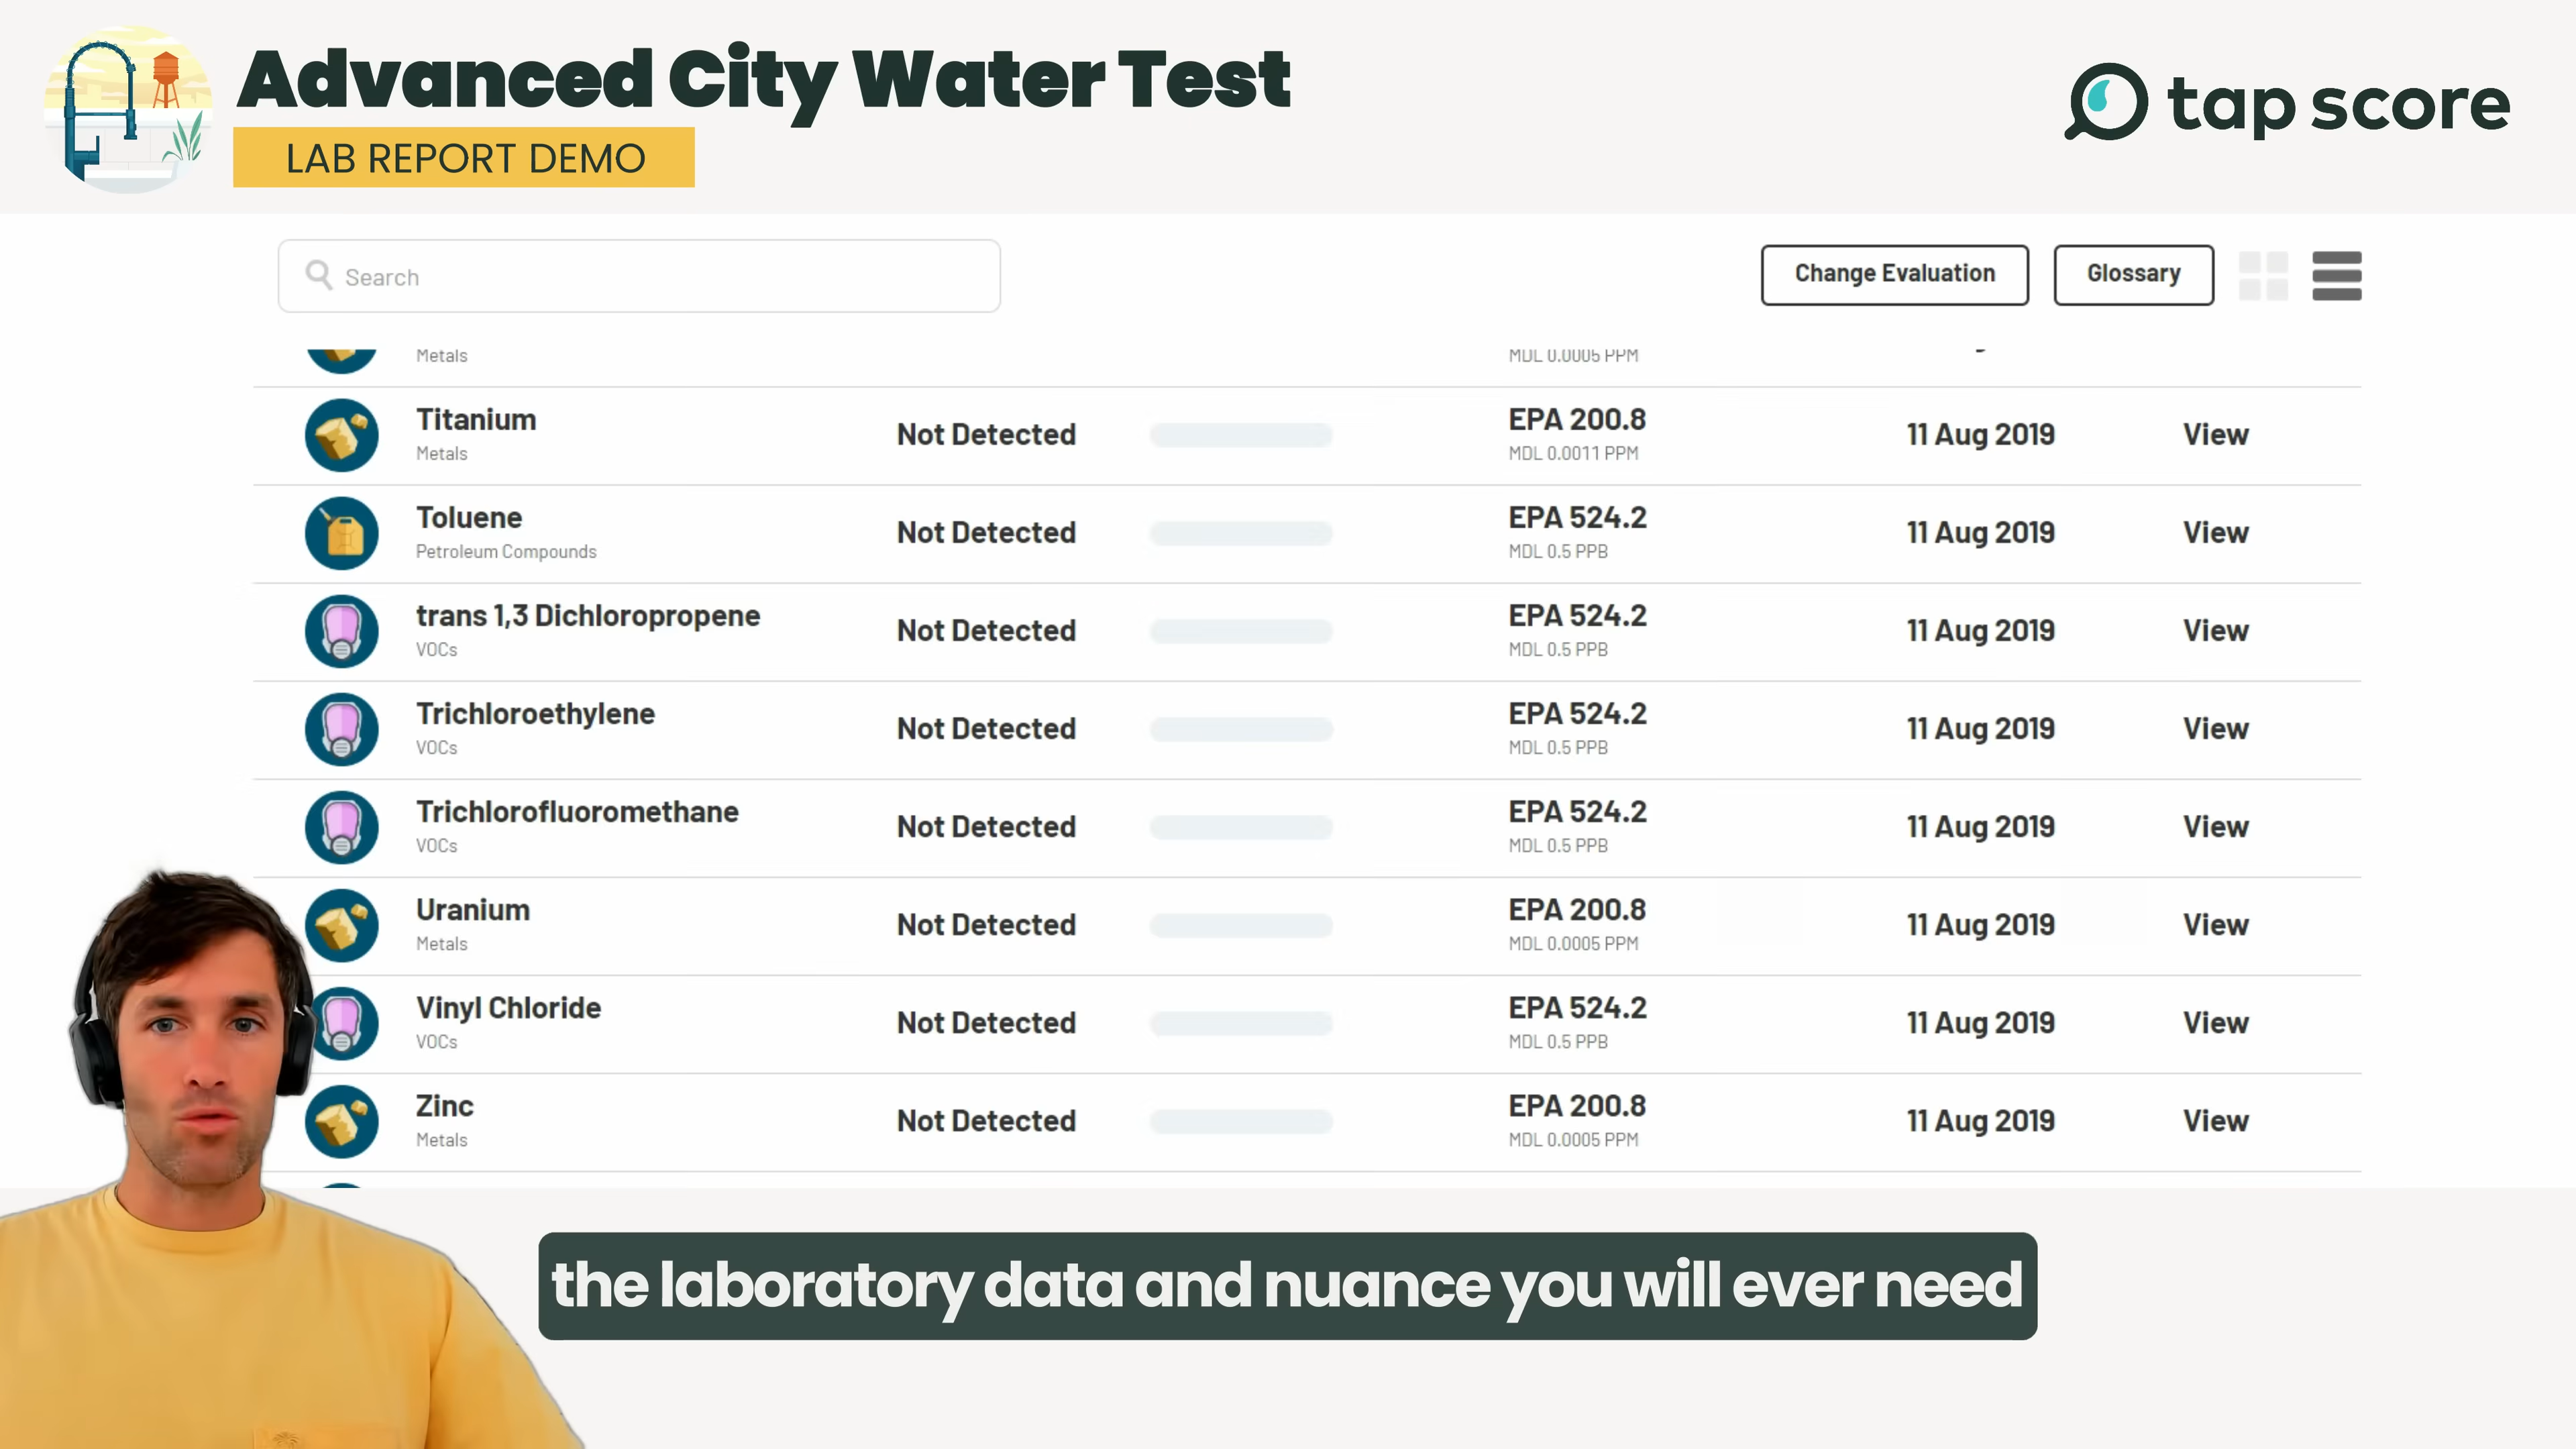 Advanced City Water Test
LAB REPORT DEMO
tap score
Search
Change Evaluation
Glossary
Metals
MDL 0.0005 PPM
Titanium
Metals
Not Detected
EPA 200.8
MDL 0.0011 PPM
11 Aug 2019
View
Toluene
Petroleum Compounds
Not Detected
EPA 524.2
MDL 0.5 PPB
11 Aug 2019
View
trans 1,3 Dichloropropene
VOCs
Not Detected
EPA 524.2
MDL 0.5 PPB
11 Aug 2019
View
Trichloroethylene
VOCs
Not Detected
EPA 524.2
MDL 0.5 PPB
11 Aug 2019
View
Trichlorofluoromethane
VOCs
Not Detected
EPA 524.2
MDL 0.5 PPB
11 Aug 2019
View
Uranium
Metals
Not Detected
EPA 200.8
MDL 0.0005 PPM
11 Aug 2019
View
Vinyl Chloride
VOCs
Not Detected
EPA 524.2
MDL 0.5 PPB
11 Aug 2019
View
Zinc
Metals
Not Detected
EPA 200.8
MDL 0.0005 PPM
11 Aug 2019
View
the laboratory data and nuance you will ever need